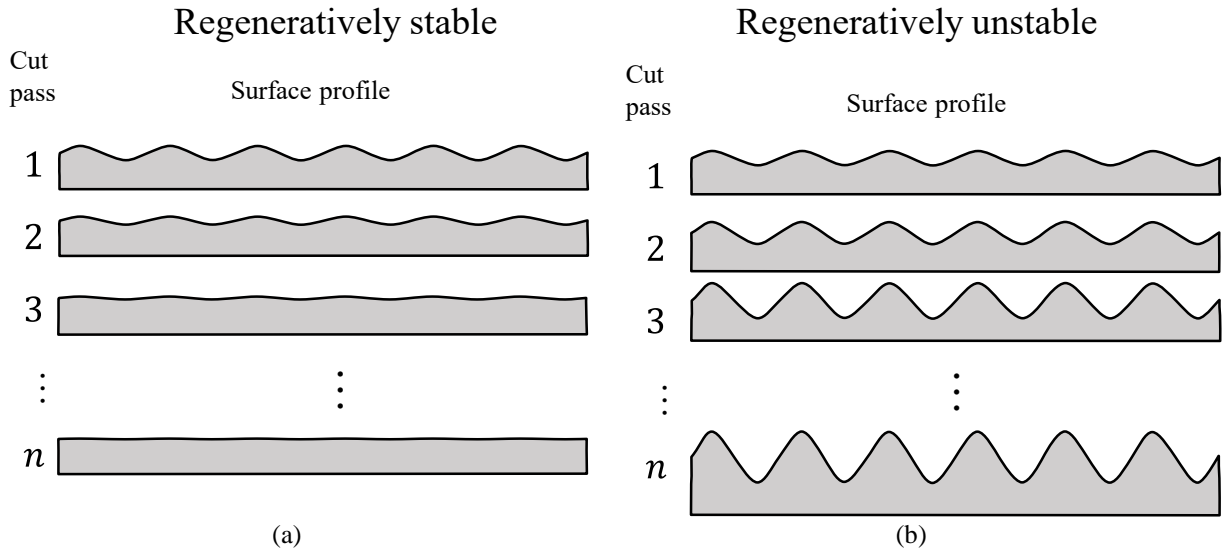 Regeneratively stable
Cut
pass
Surface profile
1
2
3
⋮ ⋮
n
(a)
Regeneratively unstable
Cut
pass
Surface profile
1
2
3
⋮ ⋮
n
(b)